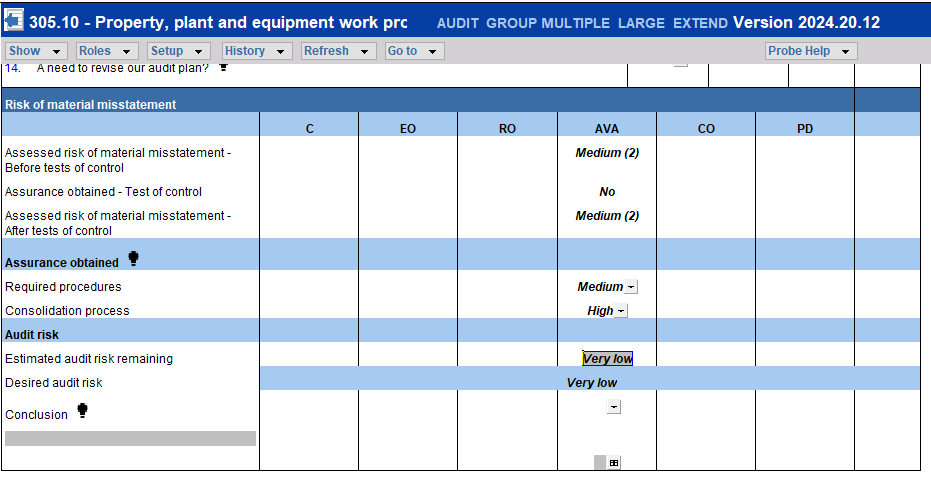 305.10 - Property, plant and equipment work pro AUDIT GROUP MULTIPLE LARGE EXTEND Version 2024.20.12
Show Roles Setup History Refresh Go to Probe Help
14. A need to revise our audit plan?
Risk of material misstatement
C EO RO AVA CO PD
Assessed risk of material misstatement - Medium (2)
Before tests of control
Assurance obtained - Test of control No
Assessed risk of material misstatement - Medium (2)
After tests of control
Assurance obtained
Required procedures Medium
Consolidation process High
Audit risk
Estimated audit risk remaining Very low
Desired audit risk Very low
Conclusion